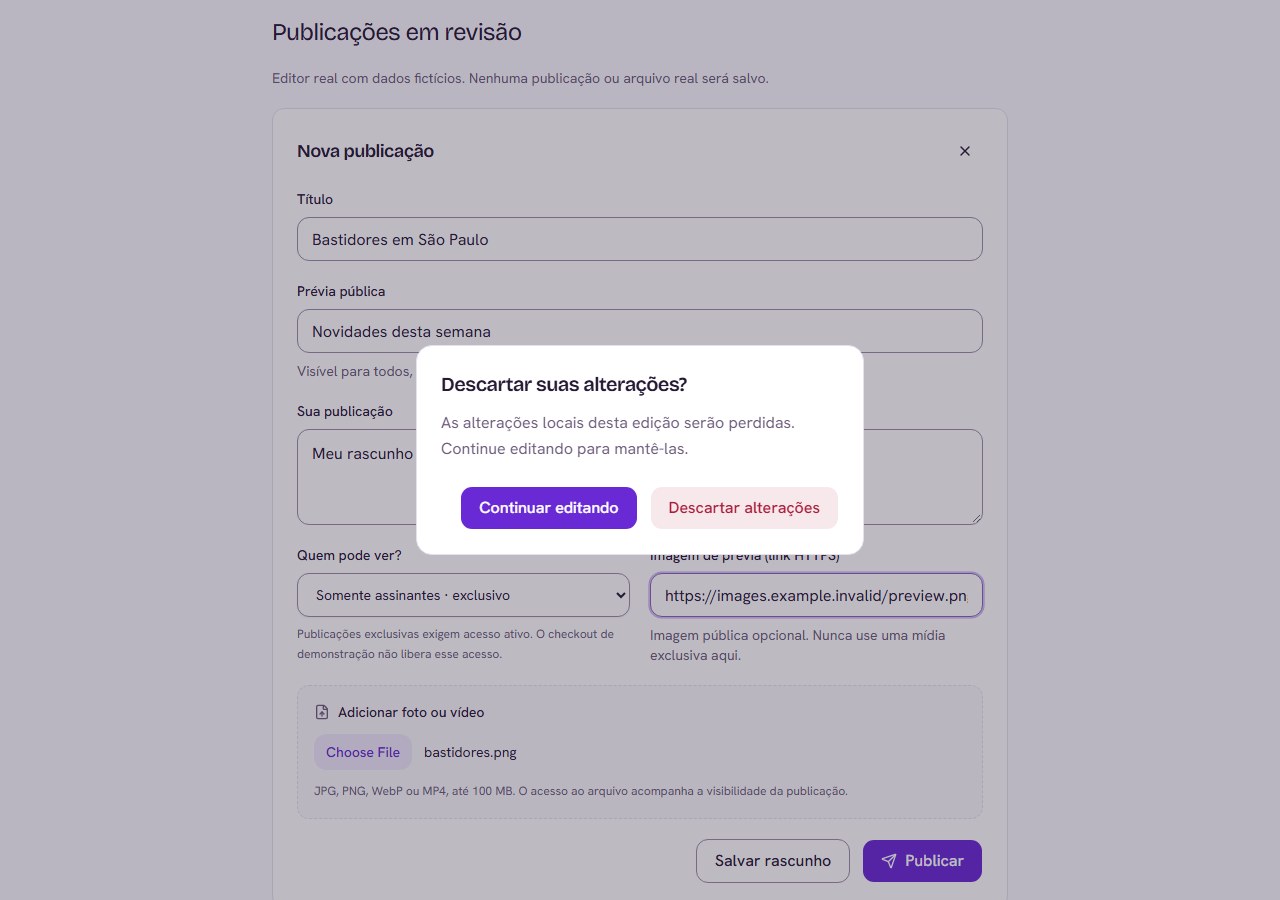 Publicações em revisão
Editor real com dados fictícios. Nenhuma publicação ou arquivo real será salvo.
Nova publicação
Título
Bastidores em São Paulo
Prévia pública
Novidades desta semana
Visível para todos,
Descartar suas alterações?
As alterações locais desta edição serão perdidas.
Continue editando para mantê-las.
Continuar editando
Descartar alterações
Sua publicação
Meu rascunho
Quem pode ver?
Somente assinantes · exclusivo
Publicações exclusivas exigem acesso ativo. O checkout de
demonstração não libera esse acesso.
Imagem de prévia (link HTTPS)
https://images.example.invalid/preview.pn
Imagem pública opcional. Nunca use uma mídia
exclusiva aqui.
Adicionar foto ou vídeo
Choose File bastidores.png
JPG, PNG, WebP ou MP4, até 100 MB. O acesso ao arquivo acompanha a visibilidade da publicação.
Salvar rascunho
Publicar